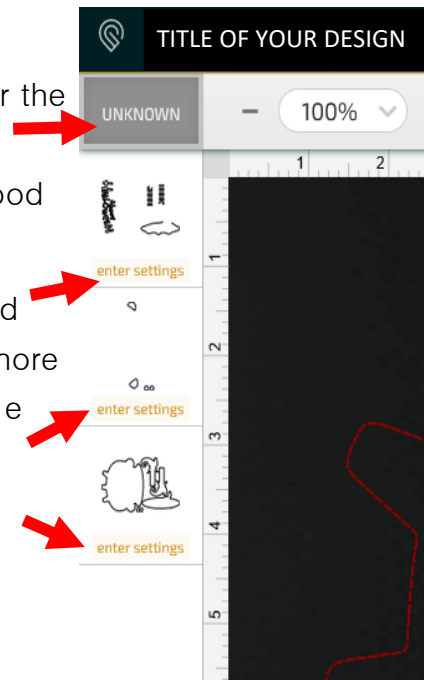 TITLE OF YOUR DESIGN
r the
UNKNOWN
100%
1 2
ood
enter settings
1
d
2
more
e
enter settings
3
4
enter settings
5